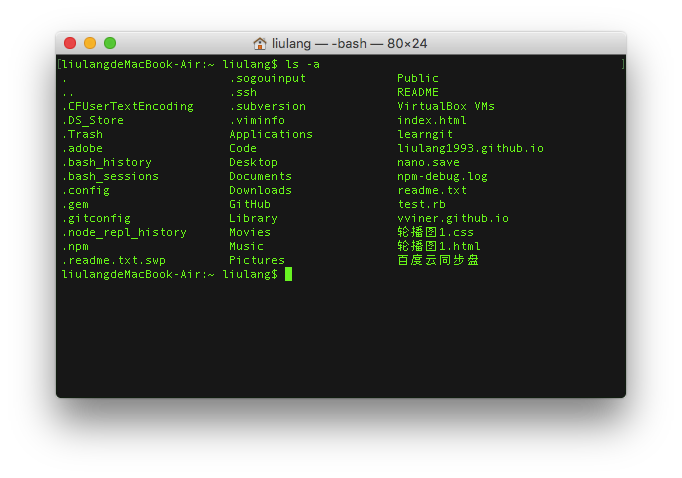 liulang — -bash — 80×24
[liulangdeMacBook-Air:~ liulang$ ls -a ]
. .sogouinput Public
.. .ssh README
.CFUserTextEncoding .subversion VirtualBox VMs
.DS_Store .viminfo index.html
.Trash Applications learngit
.adobe Code liulang1993.github.io
.bash_history Desktop nano.save
.bash_sessions Documents npm-debug.log
.config Downloads readme.txt
.gem GitHub test.rb
.gitconfig Library vviner.github.io
.node_repl_history Movies 轮播图1.css
.npm Music 轮播图1.html
.readme.txt.swp Pictures 百度云同步盘
liulangdeMacBook-Air:~ liulang$